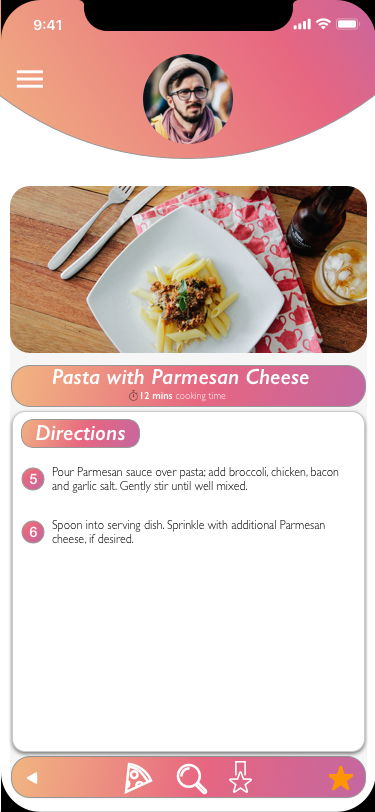 9:41
Pasta with Parmesan Cheese
12 mins cooking time
Directions
5 Pour Parmesan sauce over pasta; add broccoli, chicken, bacon
and garlic salt. Gently stir until well mixed.
6 Spoon into serving dish. Sprinkle with additional Parmesan
cheese, if desired.